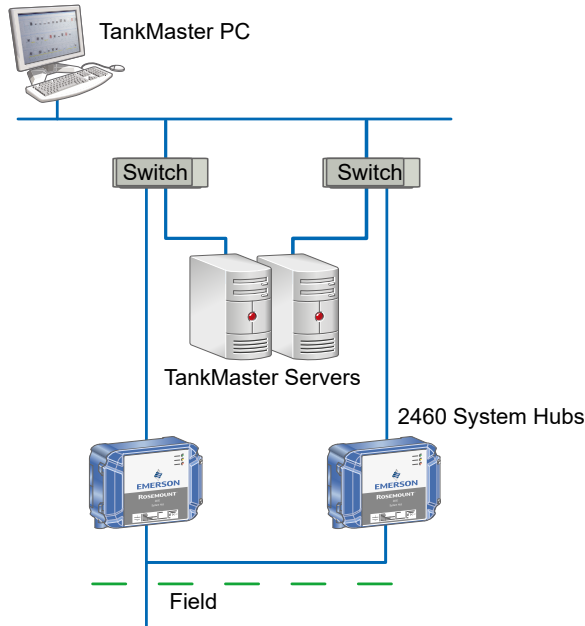 TankMaster PC
Switch
Switch
TankMaster Servers
2460 System Hubs
EMERSON
ROSEMOUNT
EMERSON
ROSEMOUNT
Field